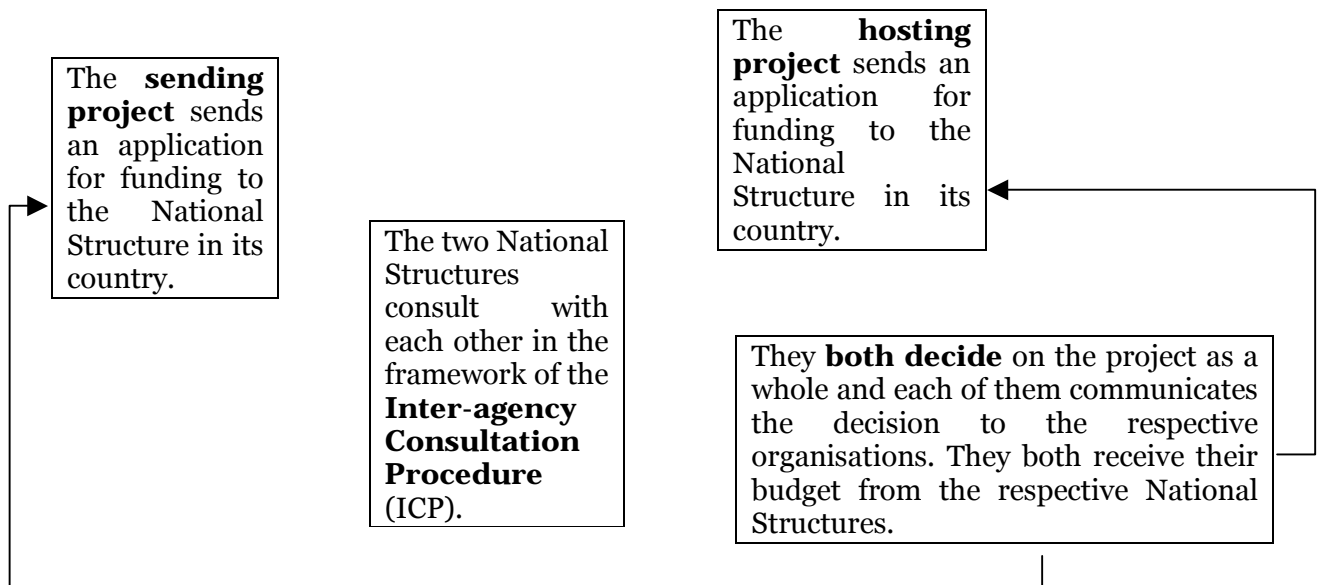 The sending
project sends
an application
for funding to
the National
Structure in its
country.
The two National
Structures
consult with
each other in the
framework of the
Inter-agency
Consultation
Procedure
(ICP).
The hosting
project sends an
application for
funding to the
National
Structure in its
country.
They both decide on the project as a
whole and each of them communicates
the decision to the respective
organisations. They both receive their
budget from the respective National
Structures.